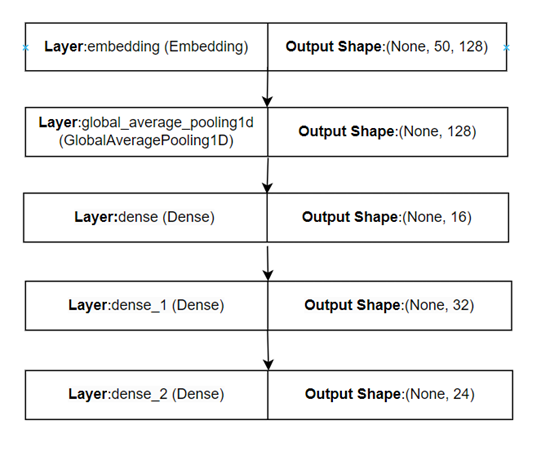 Layer:embedding (Embedding)
Output Shape:(None, 50, 128)
Layer:global_average_pooling1d
(GlobalAveragePooling1D)
Output Shape:(None, 128)
Layer:dense (Dense)
Output Shape:(None, 16)
Layer:dense_1 (Dense)
Output Shape:(None, 32)
Layer:dense_2 (Dense)
Output Shape:(None, 24)